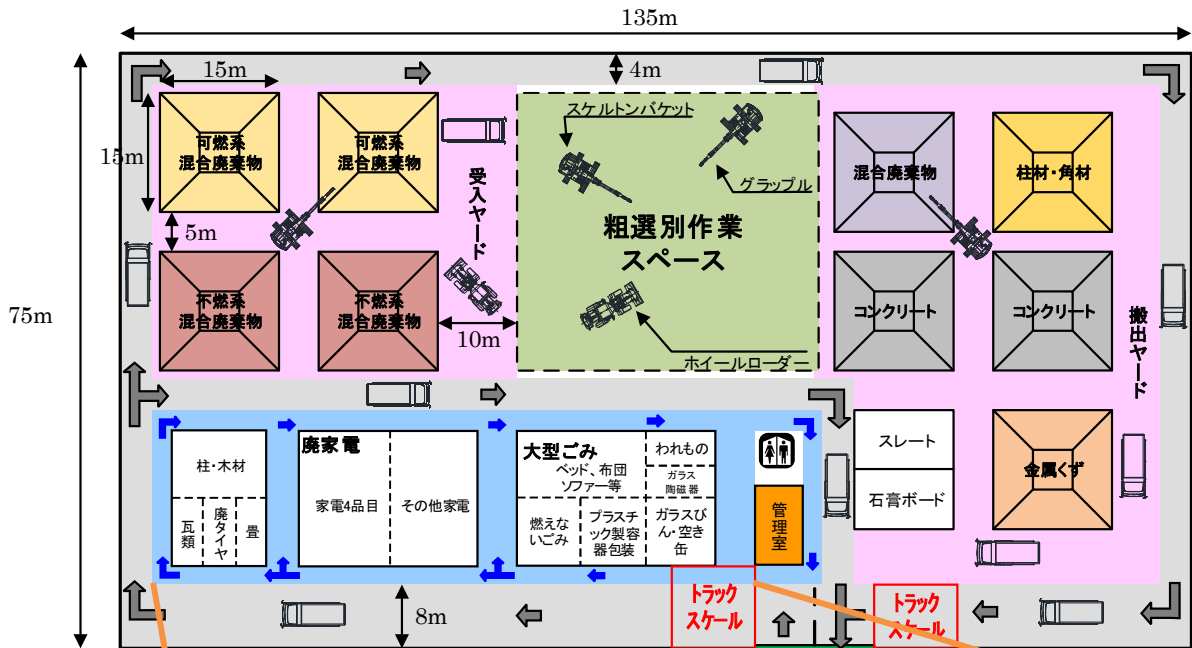 135m
15m
4m
75m
15m
可燃系
混合廃棄物
可燃系
混合廃棄物
受入ヤード
スケルトンバケット
グラップル
粗選別作業
スペース
ホイールローダー
混合廃棄物
柱材・角材
5m
不燃系
混合廃棄物
不燃系
混合廃棄物
10m
コンクリート
コンクリート
搬出ヤード
柱・木材
瓦類
廃タイヤ
畳
廃家電
家電4品目
その他家電
大型ごみ
ベッド、布団
ソファー等
われもの
ガラス
陶磁器
燃えな
いごみ
プラスチ
ック製容
器包装
ガラスび
ん・空き
缶
管理室
スレート
石膏ボード
金属くず
8m
トラック
スケール
トラック
スケール